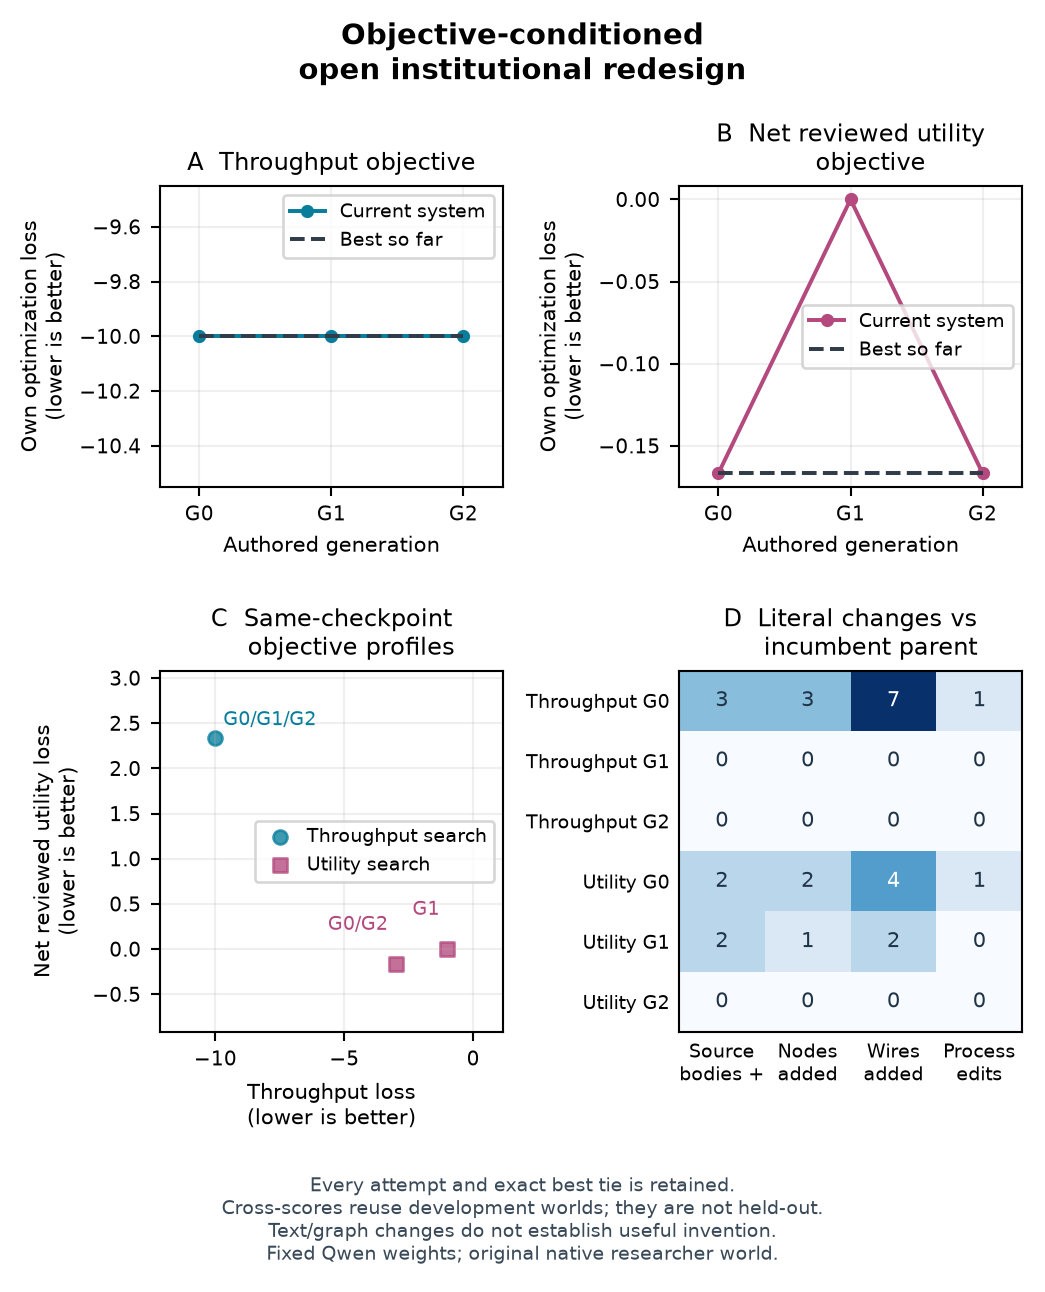 Objective-conditioned
open institutional redesign
A  Throughput objective
Own optimization loss
(lower is better)
−9.6
−9.8
−10.0
−10.2
−10.4
Current system
Best so far
G0
G1
G2
Authored generation
B  Net reviewed utility
objective
Own optimization loss
(lower is better)
0.00
−0.05
−0.10
−0.15
Current system
Best so far
G0
G1
G2
Authored generation
C  Same-checkpoint
objective profiles
Net reviewed utility loss
(lower is better)
3.0
2.5
2.0
1.5
1.0
0.5
0.0
−0.5
G0/G1/G2
Throughput search
Utility search
G1
G0/G2
−10
−5
0
Throughput loss
(lower is better)
D  Literal changes vs
incumbent parent
Throughput G0 3 3 7 1
Throughput G1 0 0 0 0
Throughput G2 0 0 0 0
Utility G0 2 2 4 1
Utility G1 2 1 2 0
Utility G2 0 0 0 0
Source
bodies +
Nodes
added
Wires
added
Process
edits
Every attempt and exact best tie is retained.
Cross-scores reuse development worlds; they are not held-out.
Text/graph changes do not establish useful invention.
Fixed Qwen weights; original native researcher world.